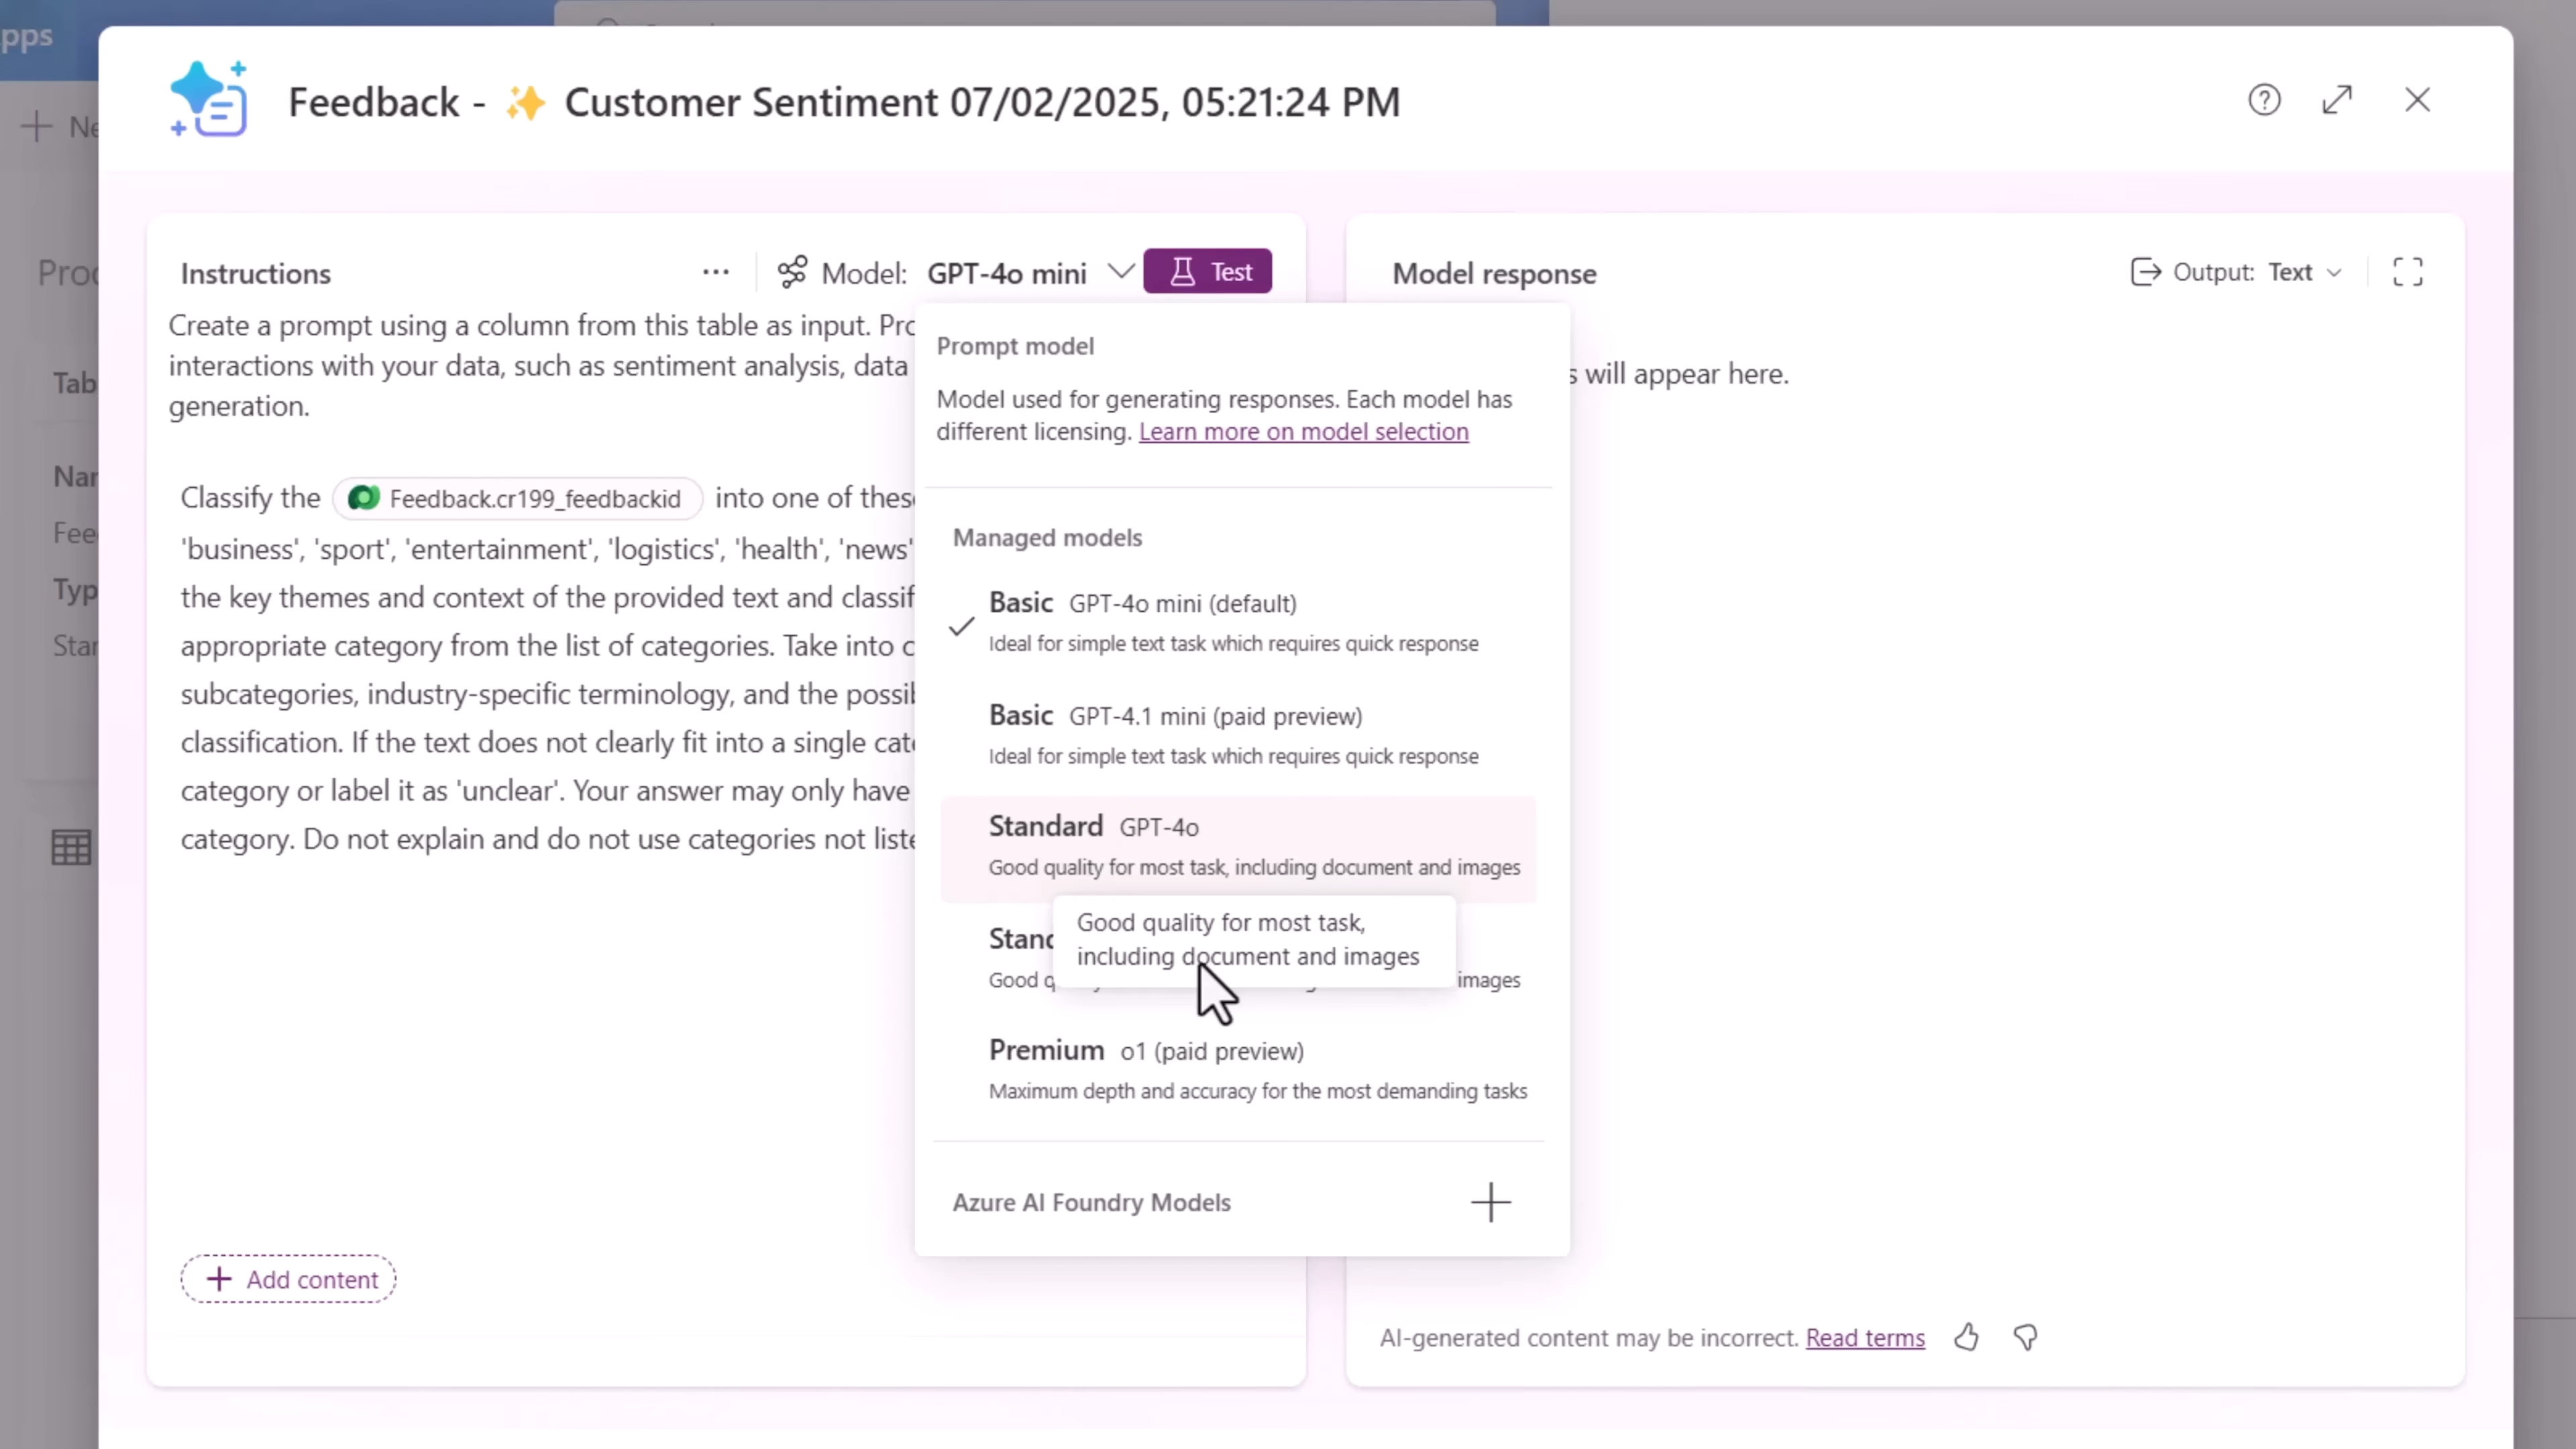 pps
Feedback - ✨ Customer Sentiment 07/02/2025, 05:21:24 PM
Instructions
Model: GPT-4o mini
Test
Create a prompt using a column from this table as input.
interactions with your data, such as sentiment analysis, data
generation.
Classify the Feedback.cr199_feedbackid into one of these
'business', 'sport', 'entertainment', 'logistics', 'health', 'news'
the key themes and context of the provided text and classif
appropriate category from the list of categories. Take into c
subcategories, industry-specific terminology, and the possib
classification. If the text does not clearly fit into a single cat
category or label it as 'unclear'. Your answer may only have
category. Do not explain and do not use categories not liste
+ Add content
Prompt model
Model used for generating responses. Each model has
different licensing. Learn more on model selection
Managed models
Basic GPT-4o mini (default)
Ideal for simple text task which requires quick response
Basic GPT-4.1 mini (paid preview)
Ideal for simple text task which requires quick response
Standard GPT-4o
Good quality for most task, including document and images
Good quality for most task,
including document and images
Good
images
Premium o1 (paid preview)
Maximum depth and accuracy for the most demanding tasks
Azure AI Foundry Models
Model response
Output: Text
s will appear here.
AI-generated content may be incorrect. Read terms